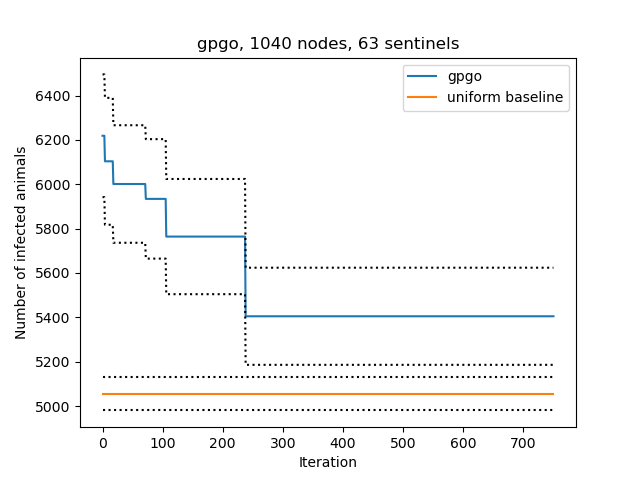 gpgo, 1040 nodes, 63 sentinels
gpgo
uniform baseline
Number of infected animals
6400
6200
6000
5800
5600
5400
5200
5000
0 100 200 300 400 500 600 700
Iteration